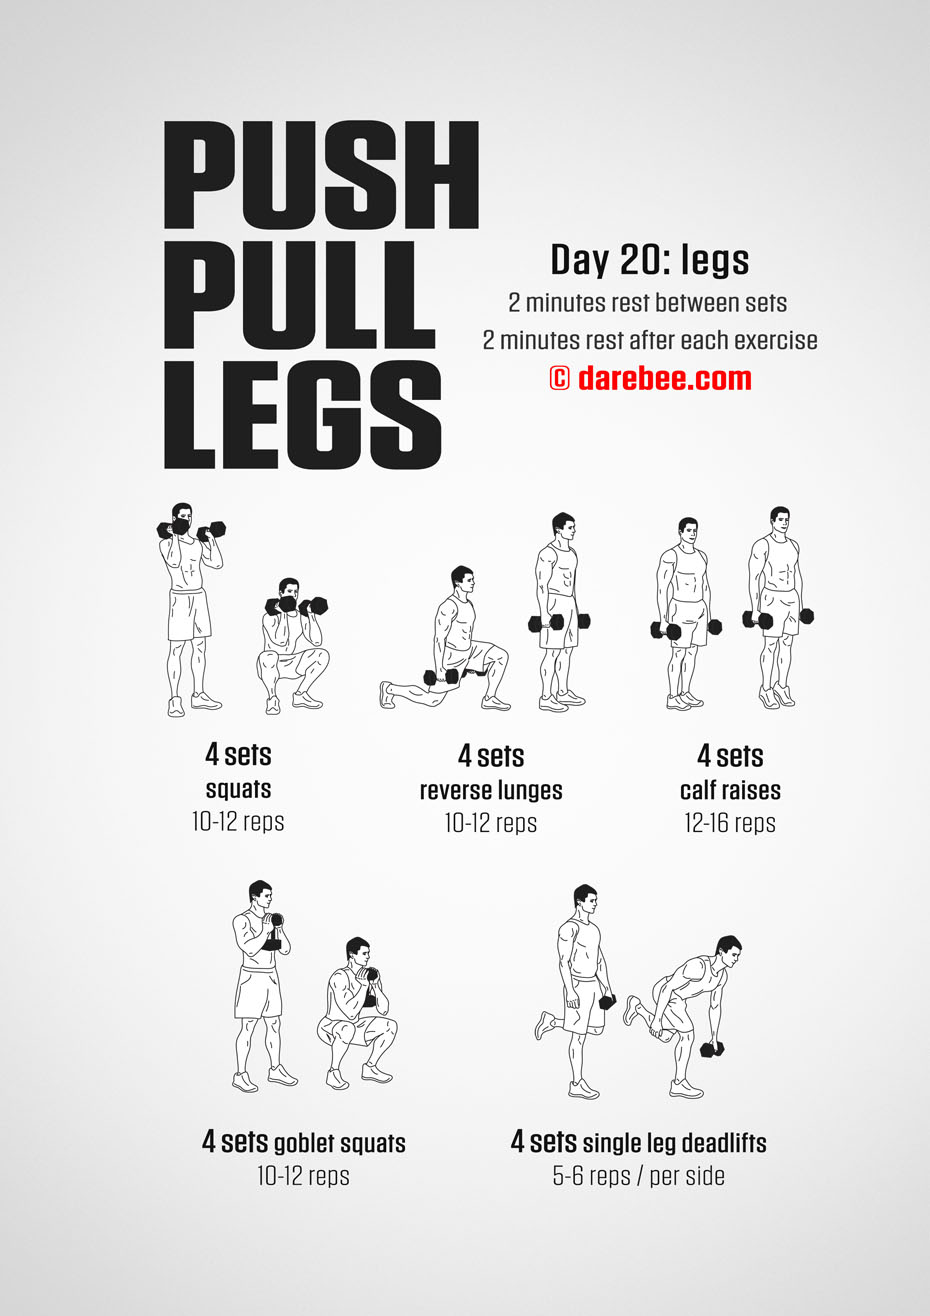 PUSH
PULL
LEGS
Day 20: legs
2 minutes rest between sets
2 minutes rest after each exercise
© darebee.com
4 sets
squats
10-12 reps
4 sets
reverse lunges
10-12 reps
4 sets
calf raises
12-16 reps
4 sets goblet squats
10-12 reps
4 sets single leg deadlifts
5-6 reps / per side